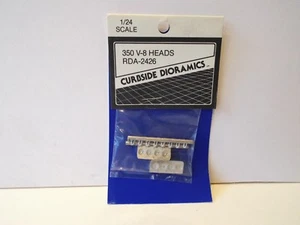 1/24
SCALE
350 V-8 HEADS
RDA-2426
CURBSIDE DIORAMICS